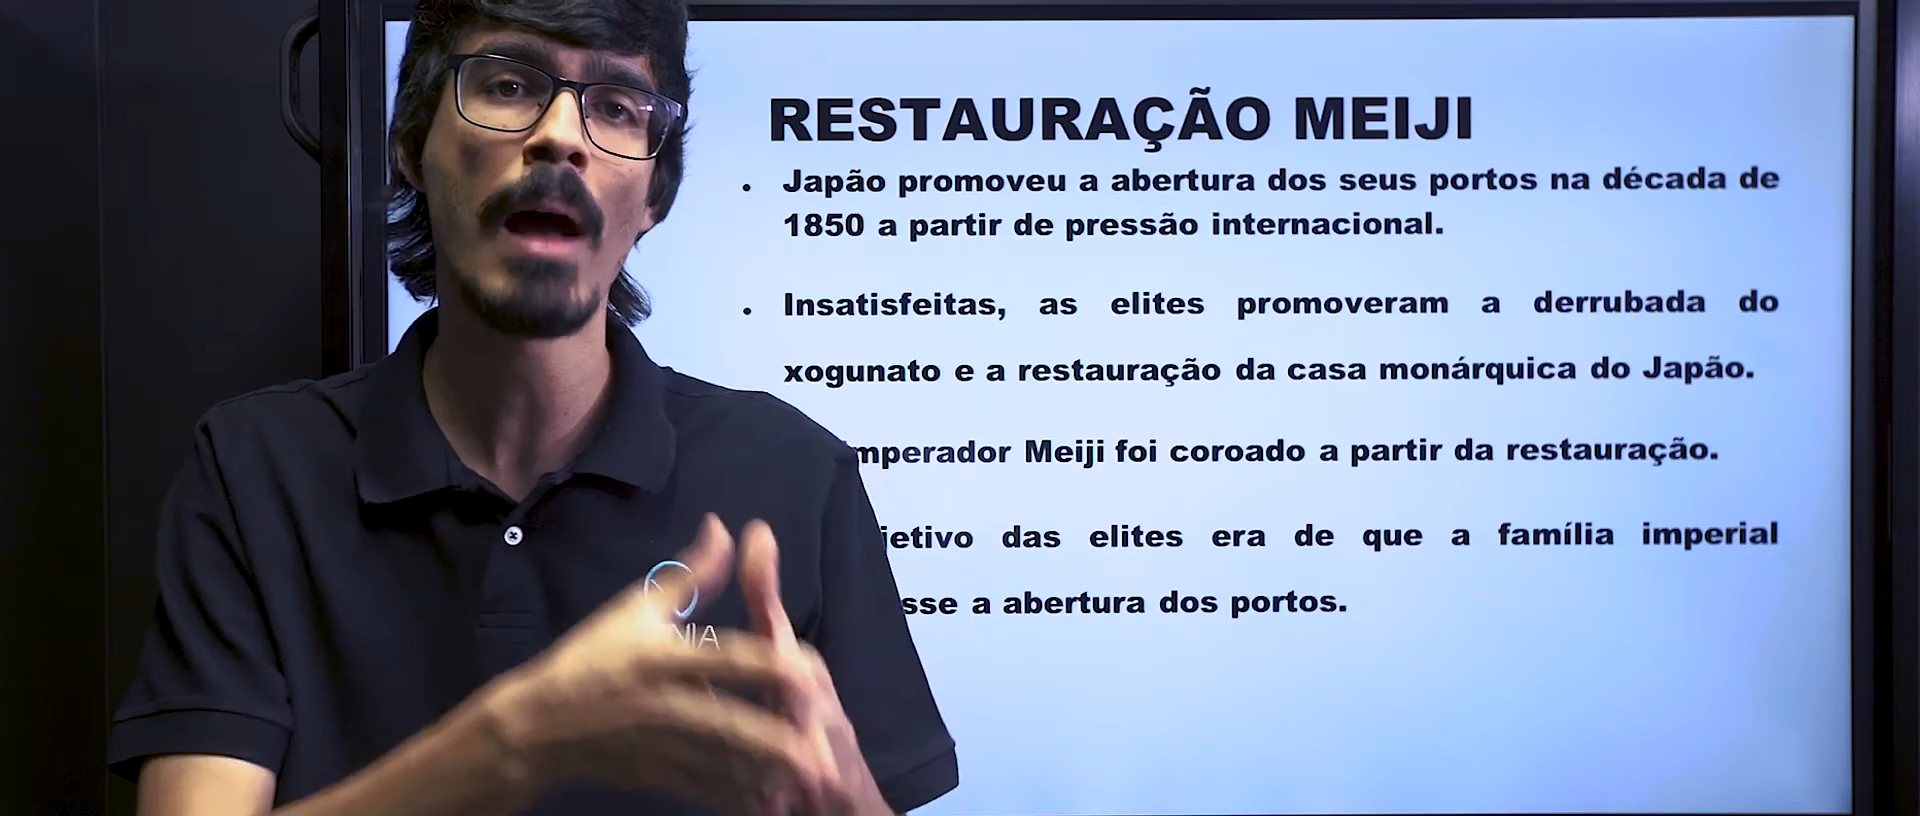 RESTAURAÇÃO MEIJI
• Japão promoveu a abertura dos seus portos na década de
1850 a partir de pressão internacional.
• Insatisfeitas, as elites promoveram a derrubada do
xogunato e a restauração da casa monárquica do Japão.
mperador Meiji foi coroado a partir da restauração.
jetivo das elites era de que a família imperial
sse a abertura dos portos.